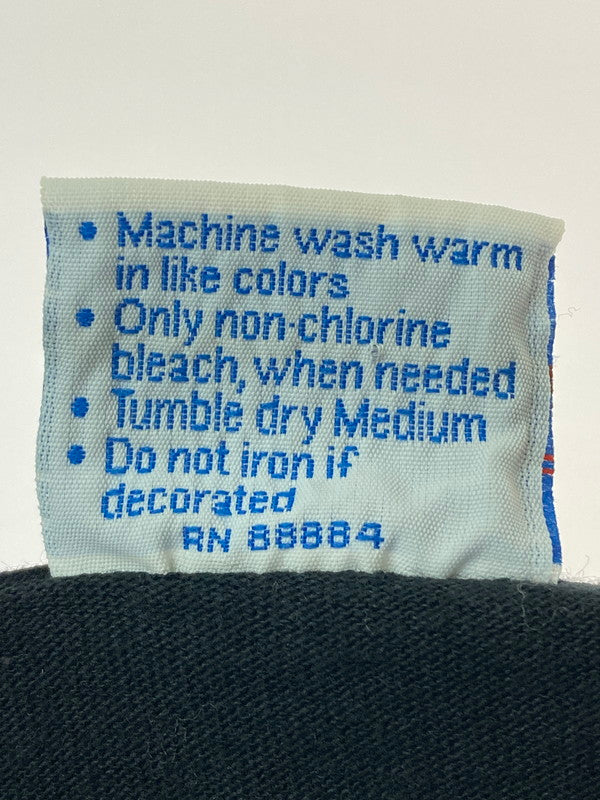 • Machine wash warm
in like colors
• Only non-chlorine
bleach, when needed
• Tumble dry Medium
• Do not iron if
decorated
RN 88884